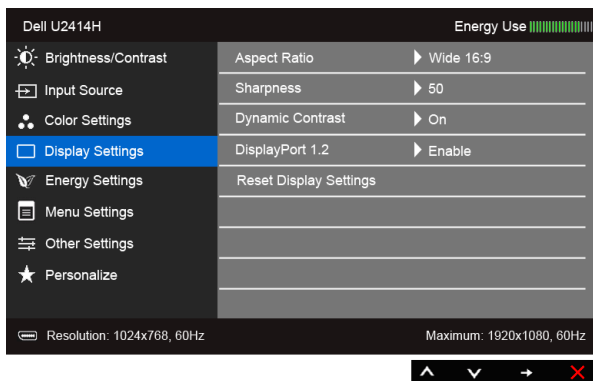 Dell U2414H
Energy Use
Brightness/Contrast
Aspect Ratio
Wide 16:9
Input Source
Sharpness
50
Color Settings
Dynamic Contrast
On
Display Settings
DisplayPort 1.2
Enable
Energy Settings
Reset Display Settings
Menu Settings
Other Settings
Personalize
Resolution: 1024x768, 60Hz
Maximum: 1920x1080, 60Hz